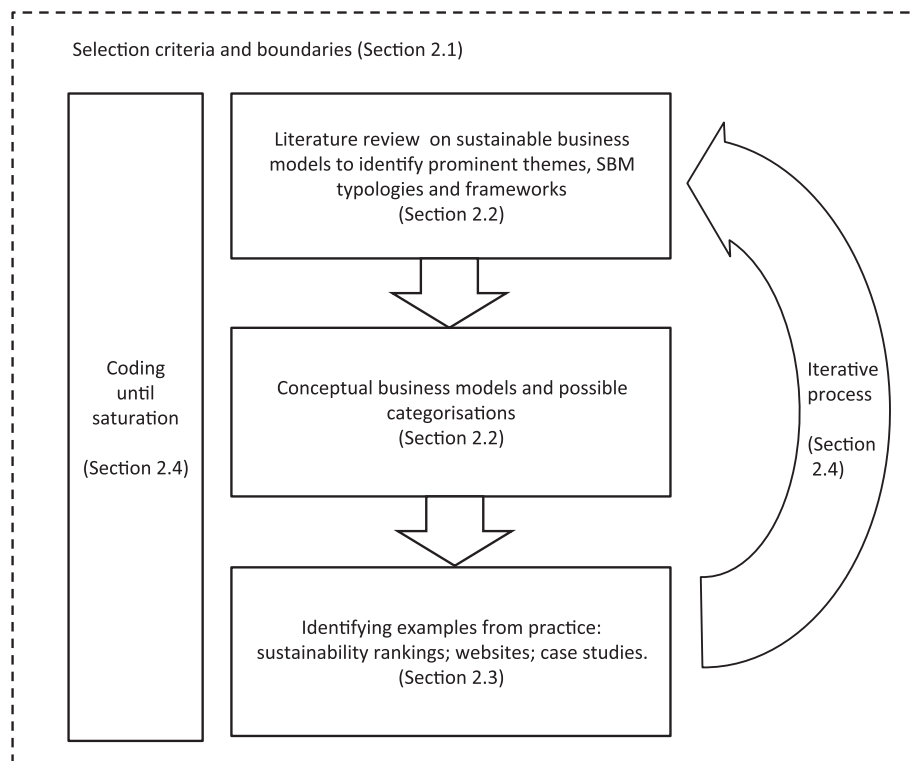 Selection criteria and boundaries (Section 2.1)
Literature review on sustainable business
models to identify prominent themes, SBM
typologies and frameworks
(Section 2.2)
Coding
until
saturation
(Section 2.4)
Conceptual business models and possible
categorisations
(Section 2.2)
Iterative
process
(Section
2.4)
Identifying examples from practice:
sustainability rankings; websites; case studies.
(Section 2.3)